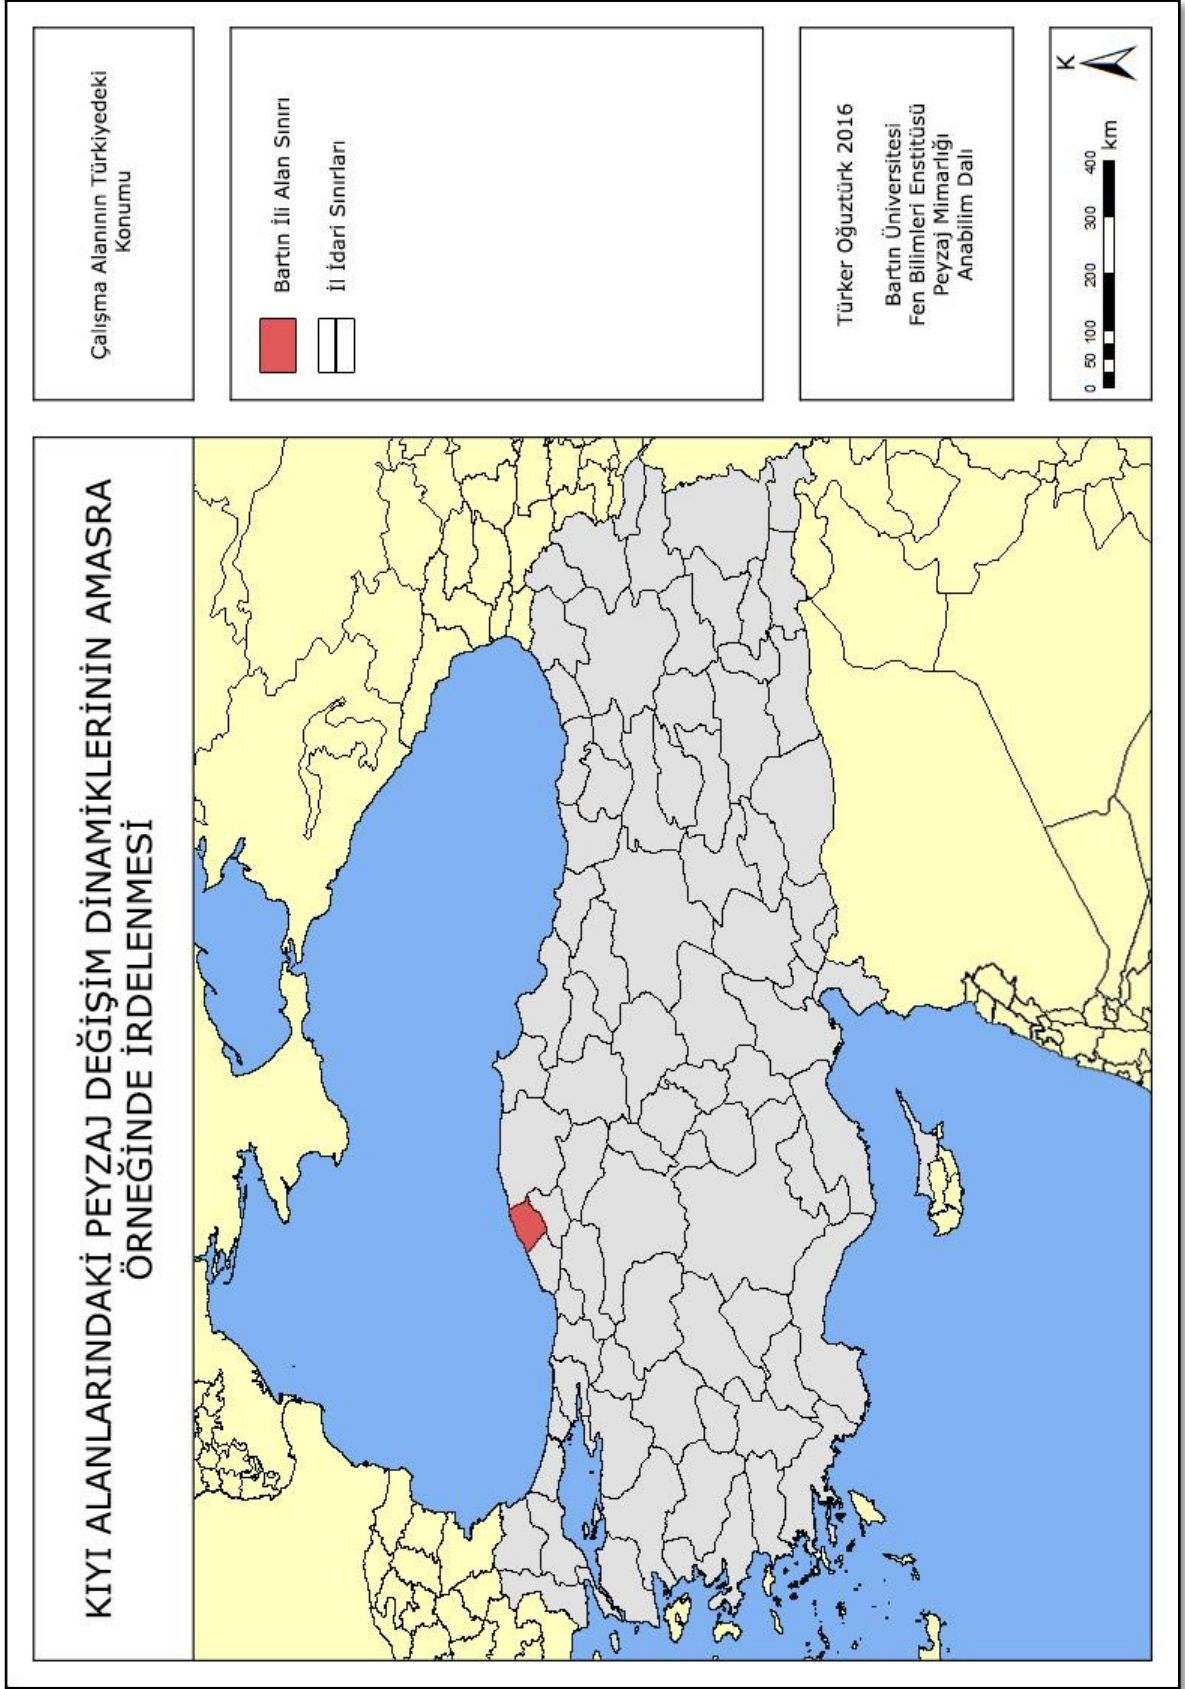 KIYI ALANLARINDAKİ PEYZAJ DEĞİŞİM DİNAMİKLERİNİN AMASRA
ÖRNEĞİNDE İRDELENMESİ
Çalışma Alanının Türkiyedeki
Konumu
Bartın İli Alan Sınırı
İl İdari Sınırları
Türker Oğuztürk 2016
Bartın Üniversitesi
Fen Bilimleri Enstitüsü
Peyzaj Mimarlığı
Anabilim Dalı
K
0 50 100 200 300 400
km